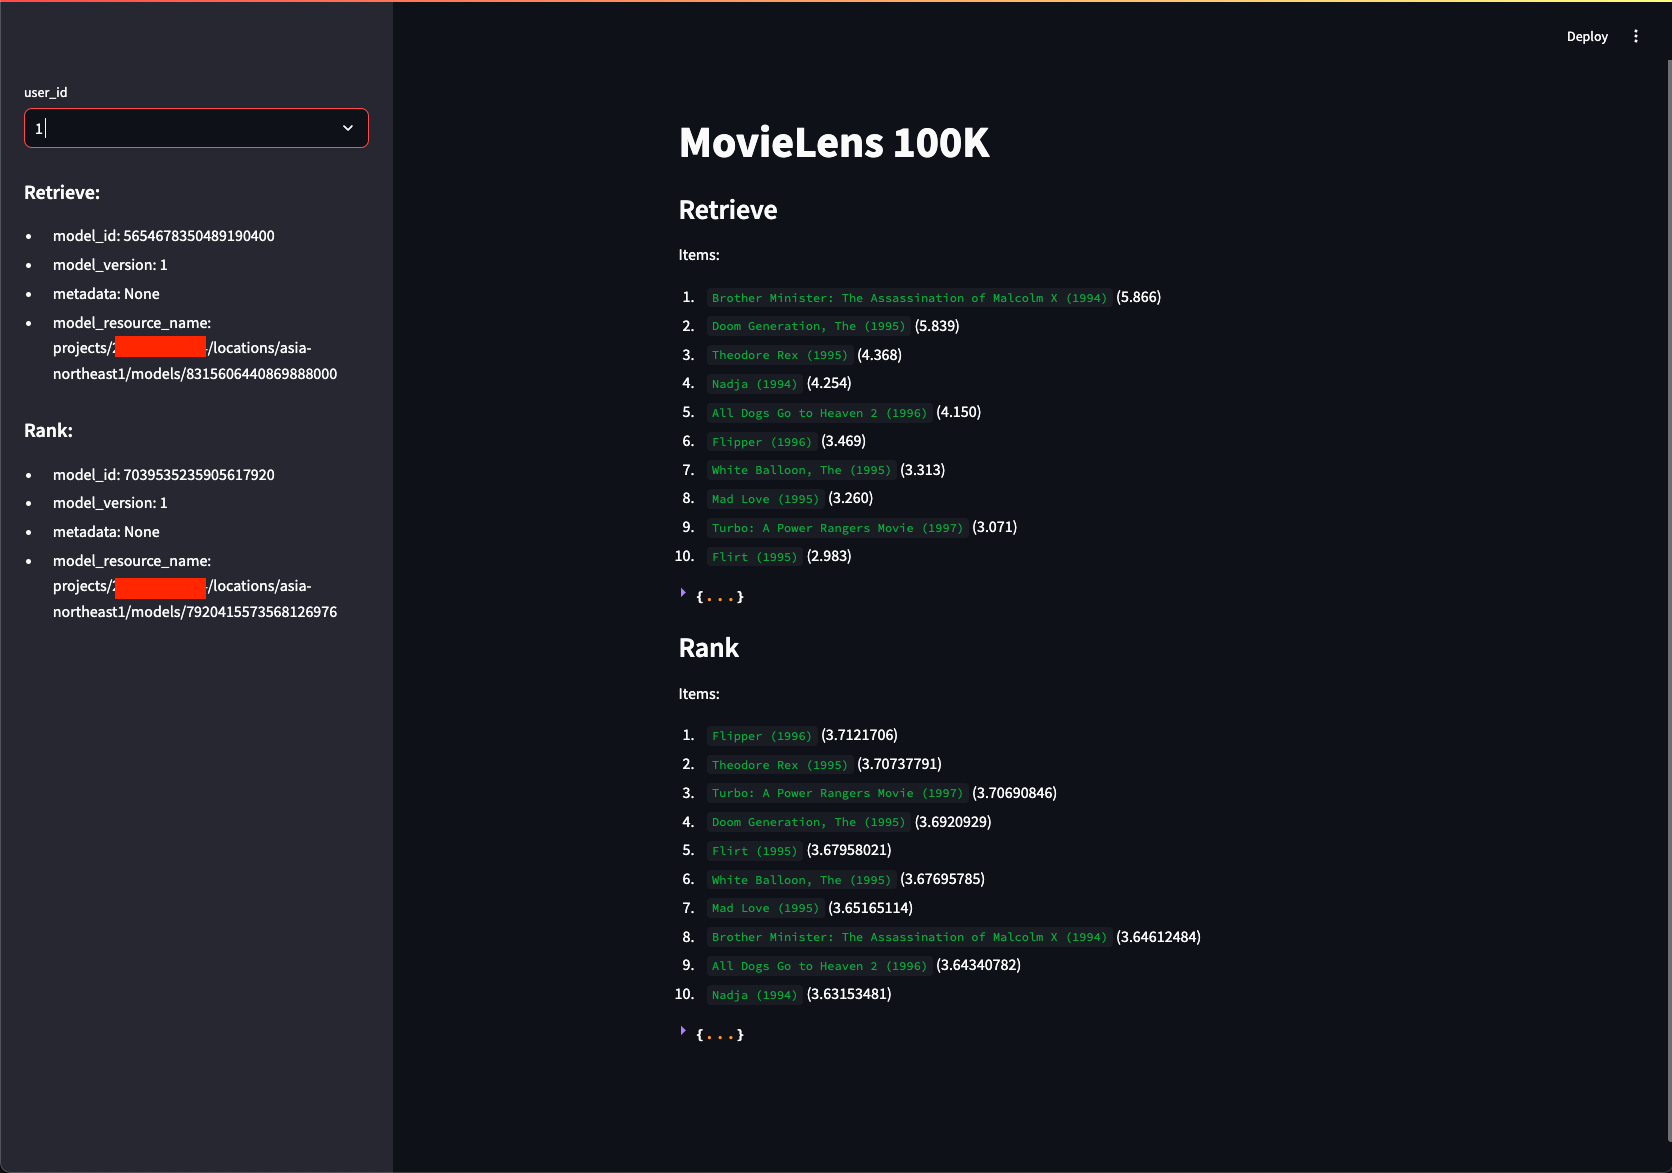 Deploy
user_id
1
Retrieve:
• model_id: 5654678350489190400
• model_version: 1
• metadata: None
• model_resource_name:
projects/ /locations/asia-
northeast1/models/8315606440869888000
Rank:
• model_id: 7039535235905617920
• model_version: 1
• metadata: None
• model_resource_name:
projects/ /locations/asia-
northeast1/models/7920415573568126976
MovieLens 100K
Retrieve
Items:
1. Brother Minister: The Assassination of Malcolm X (1994) (5.866)
2. Doom Generation, The (1995) (5.839)
3. Theodore Rex (1995) (4.368)
4. Nadja (1994) (4.254)
5. All Dogs Go to Heaven 2 (1996) (4.150)
6. Flipper (1996) (3.469)
7. White Balloon, The (1995) (3.313)
8. Mad Love (1995) (3.260)
9. Turbo: A Power Rangers Movie (1997) (3.071)
10. Flirt (1995) (2.983)
{...}
Rank
Items:
1. Flipper (1996) (3.7121706)
2. Theodore Rex (1995) (3.70737791)
3. Turbo: A Power Rangers Movie (1997) (3.70690846)
4. Doom Generation, The (1995) (3.6920929)
5. Flirt (1995) (3.67958021)
6. White Balloon, The (1995) (3.67695785)
7. Mad Love (1995) (3.65165114)
8. Brother Minister: The Assassination of Malcolm X (1994) (3.64612484)
9. All Dogs Go to Heaven 2 (1996) (3.64340782)
10. Nadja (1994) (3.63153481)
{...}